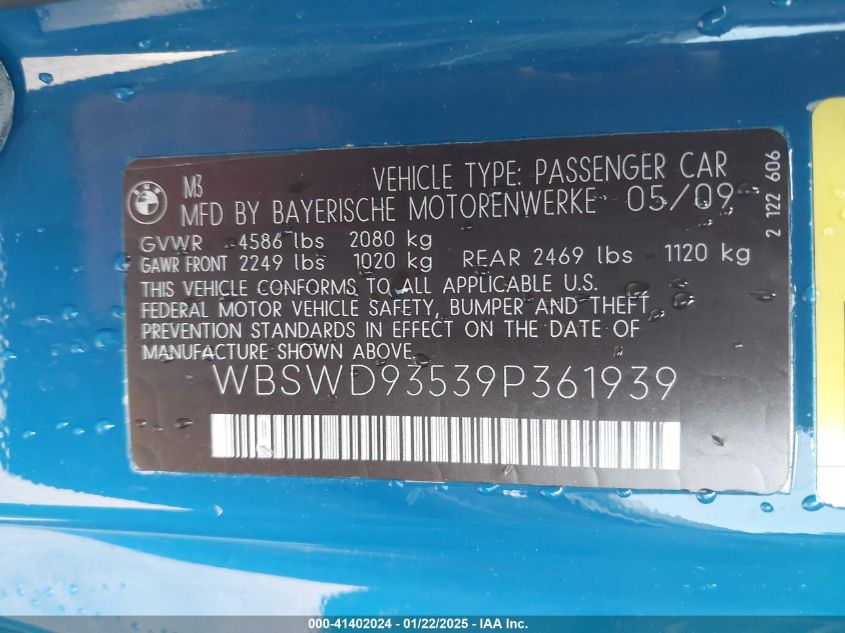 M3 VEHICLE TYPE: PASSENGER CAR
MFD BY BAYERISCHE MOTORENWERKE 05/09
GVWR 4586 lbs 2080 kg
GAWR FRONT 2249 lbs 1020 kg REAR 2469 lbs 1120 kg
THIS VEHICLE CONFORMS TO ALL APPLICABLE U.S.
FEDERAL MOTOR VEHICLE SAFETY, BUMPER AND THEFT
PREVENTION STANDARDS IN EFFECT ON THE DATE OF
MANUFACTURE SHOWN ABOVE.
WBSWD93539P361939
2 122 606
000-41402024 - 01/22/2025 - IAA Inc.